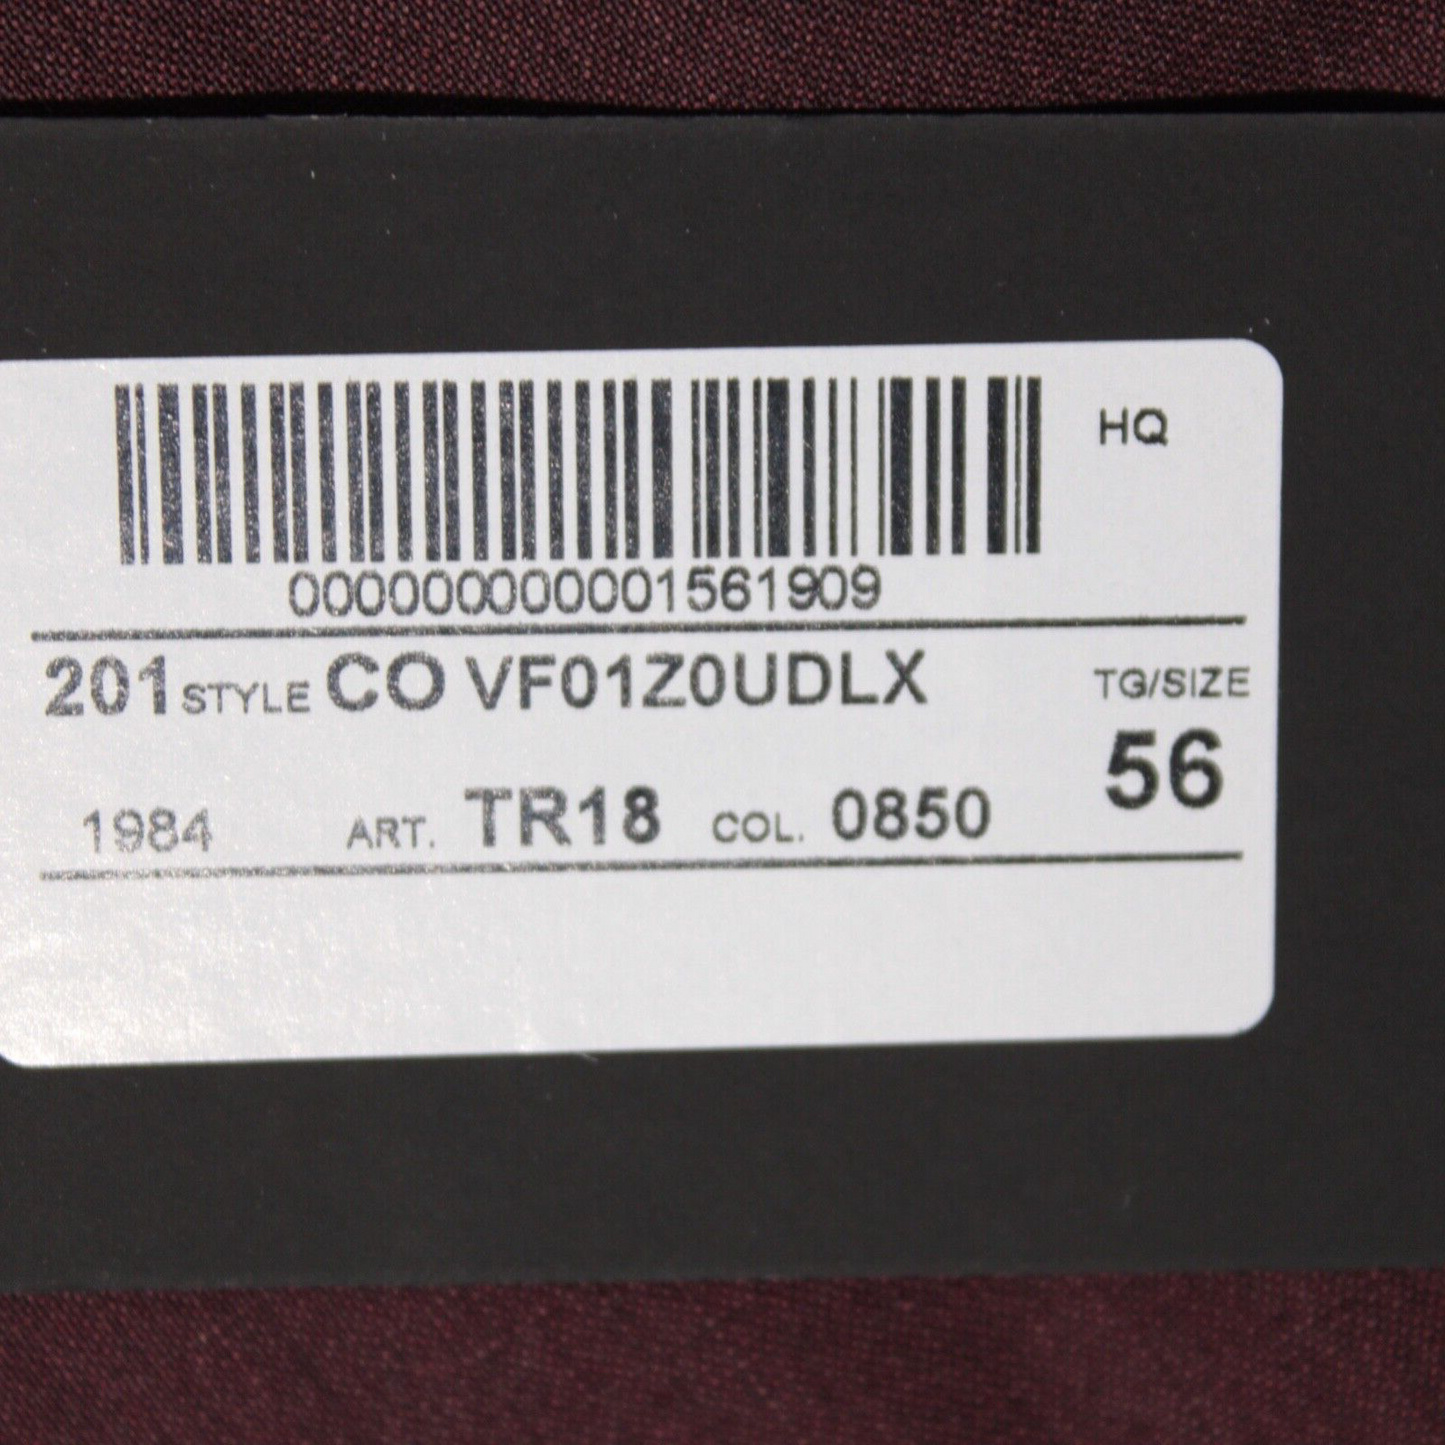 HQ
0000000000001561909
201 STYLE CO VF01Z0UDLX
TG/SIZE
56
1984 ART. TR18 COL. 0850